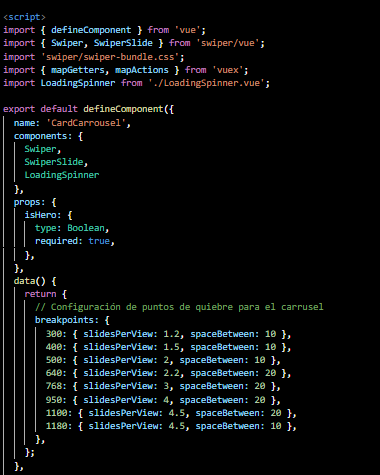 <script>
import { defineComponent } from 'vue';
import { Swiper, SwiperSlide } from 'swiper/vue';
import 'swiper/swiper-bundle.css';
import { mapGetters, mapActions } from 'vuex';
import LoadingSpinner from './LoadingSpinner.vue';

export default defineComponent({
  name: 'CardCarrousel',
  components: {
    Swiper,
    SwiperSlide,
    LoadingSpinner
  },
  props: {
    isHero: {
      type: Boolean,
      required: true,
    },
  },
  data() {
    return {
      // Configuración de puntos de quiebre para el carrusel
      breakpoints: {
        300: { slidesPerView: 1.2, spaceBetween: 10 },
        400: { slidesPerView: 1.5, spaceBetween: 10 },
        500: { slidesPerView: 2, spaceBetween: 10 },
        640: { slidesPerView: 2.2, spaceBetween: 20 },
        768: { slidesPerView: 3, spaceBetween: 20 },
        950: { slidesPerView: 4, spaceBetween: 20 },
        1100: { slidesPerView: 4.5, spaceBetween: 20 },
        1180: { slidesPerView: 4.5, spaceBetween: 10 },
      },
    };
  },